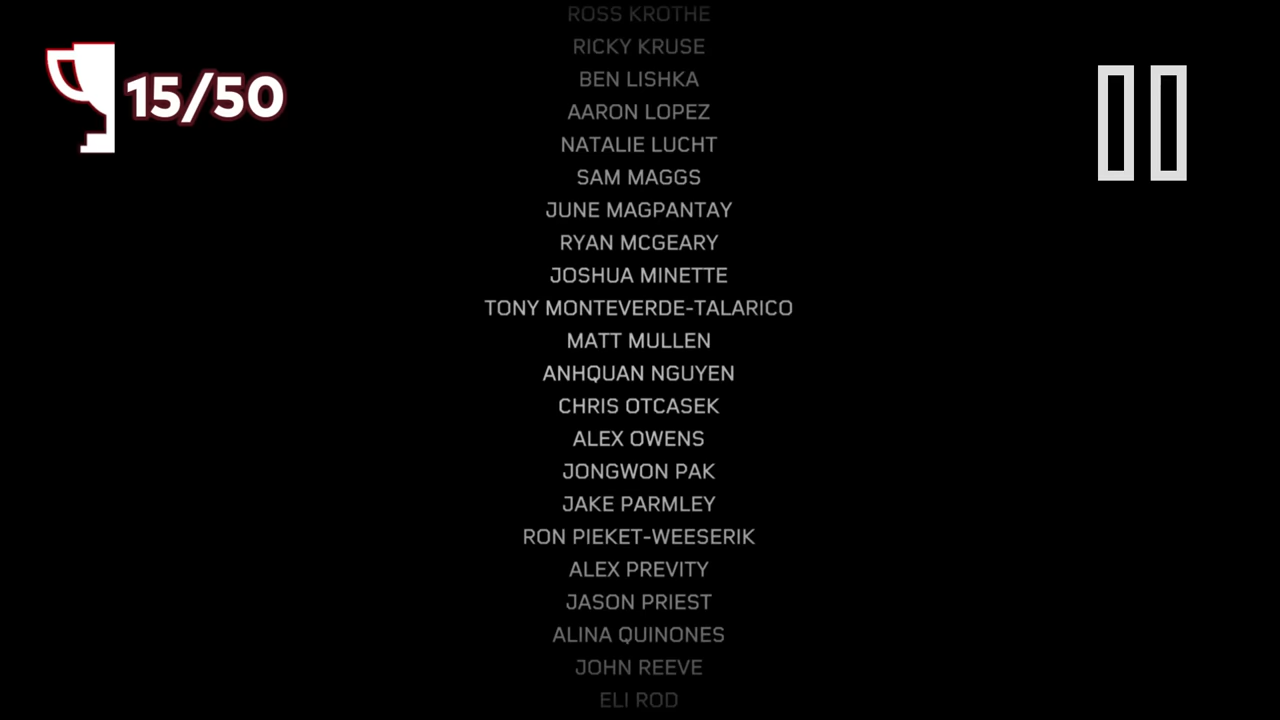 15/50
ROSS KROTHE
RICKY KRUSE
BEN LISHKA
AARON LOPEZ
NATALIE LUCHT
SAM MAGGS
JUNE MAGPANTAY
RYAN MCGEARY
JOSHUA MINETTE
TONY MONTEVERDE-TALARICO
MATT MULLEN
ANHQUAN NGUYEN
CHRIS OTCASEK
ALEX OWENS
JONGWON PAK
JAKE PARMLEY
RON PIEKET-WEESERIK
ALEX PREVITY
JASON PRIEST
ALINA QUINONES
JOHN REEVE
ELI ROD